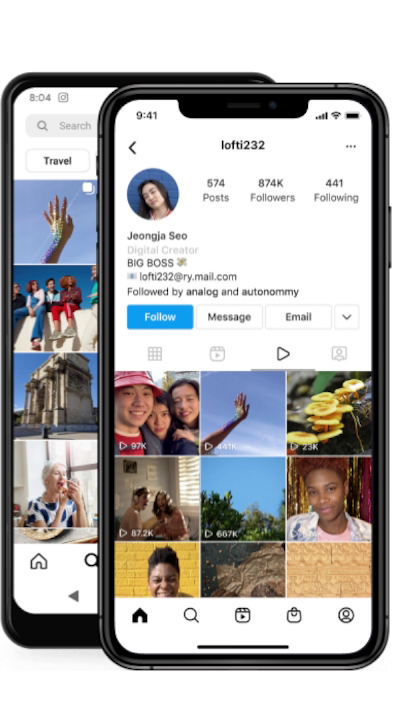 8:04
Search
Travel
9:41
lofti232
574 874K 441
Posts Followers Following
Jeongja Seo
Digital Creator
BIG BOSS
lofti232@ry.mail.com
Followed by analog and autonommy
Follow Message Email
97K 441K 23K
87.2K 667K